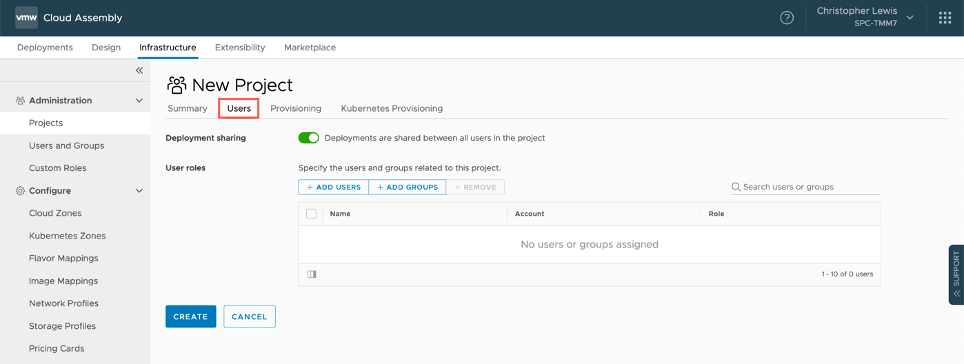 vmw Cloud Assembly
Christopher Lewis
SPC-TMM7
Deployments Design Infrastructure Extensibility Marketplace
Administration
Projects
Users and Groups
Custom Roles
Configure
Cloud Zones
Kubernetes Zones
Flavor Mappings
Image Mappings
Network Profiles
Storage Profiles
Pricing Cards
New Project
Summary Users Provisioning Kubernetes Provisioning
Deployment sharing Deployments are shared between all users in the project
User roles Specify the users and groups related to this project.
+ ADD USERS + ADD GROUPS × REMOVE Search users or groups
Name Account Role
No users or groups assigned
1 - 10 of 0 users
CREATE CANCEL
SUPPORT